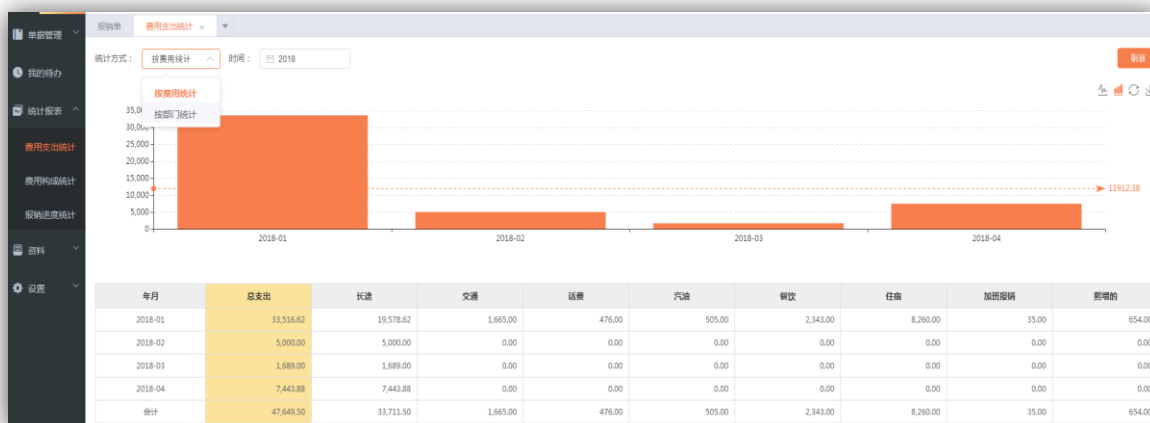 单据管理
我的待办
统计报表
费用支出统计
费用构成统计
报销进度统计
资料
设置
报销单 费用支出统计 ×
统计方式： 按费用统计 时间： 2018 刷新
按费用统计
按部门统计
35,00
30,000
25,000
20,000
15,000
10,000
5,000
0
11912.38
2018-01 2018-02 2018-03 2018-04
年月 总支出 长途 交通 话费 汽油 餐饮 住宿 加班报销 新增的
2018-01 33,516.62 19,578.62 1,665.00 476.00 505.00 2,343.00 8,260.00 35.00 654.00
2018-02 5,000.00 5,000.00 0.00 0.00 0.00 0.00 0.00 0.00 0.00
2018-03 1,689.00 1,689.00 0.00 0.00 0.00 0.00 0.00 0.00 0.00
2018-04 7,443.88 7,443.88 0.00 0.00 0.00 0.00 0.00 0.00 0.00
合计 47,649.50 33,711.50 1,665.00 476.00 505.00 2,343.00 8,260.00 35.00 654.00